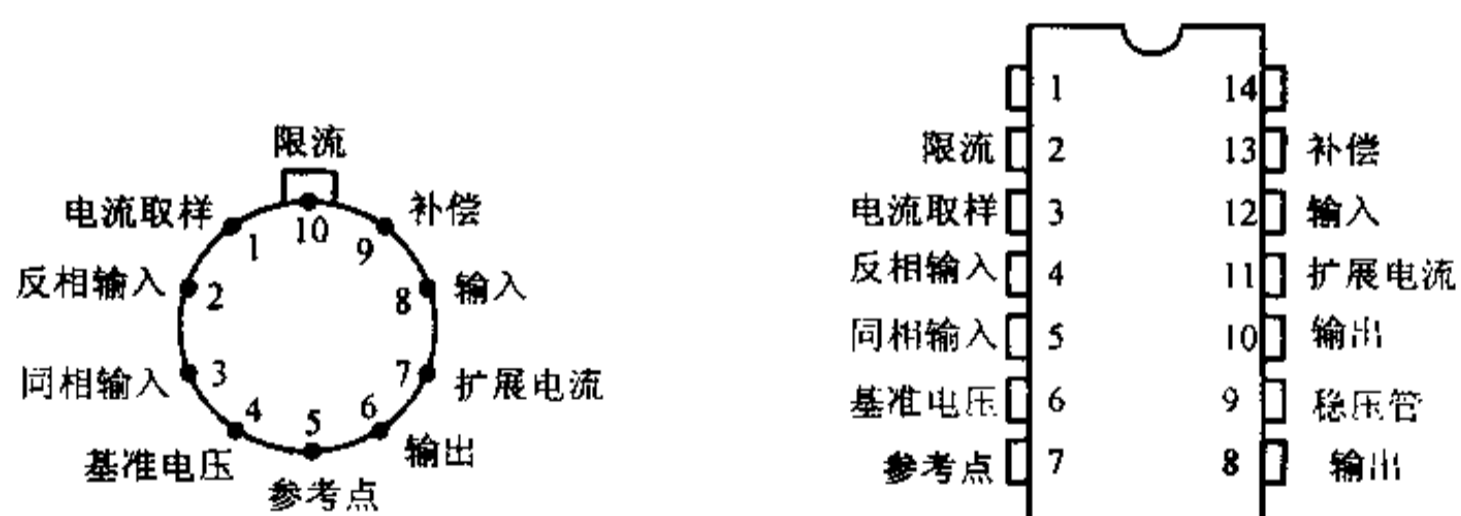 限流
电流取样
补偿
10
1
9
反相输入
2
8
输入
同相输入
3
7
扩展电流
4
5
6
基准电压
参考点
输出
1
14
限流
2
13
补偿
电流取样
3
12
输入
反相输入
4
11
扩展电流
同相输入
5
10
输出
基准电压
6
9
稳压管
参考点
7
8
输出